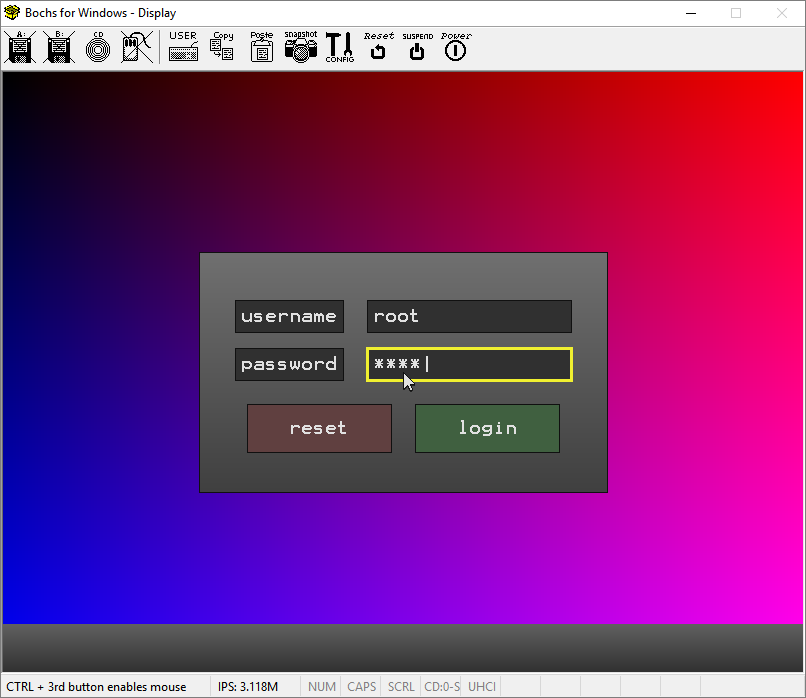 Bochs for Windows - Display
A: B: CD USER Copy Paste Snapshot CONFIG Reset SUSPEND Power
username root
password ****
reset login
CTRL + 3rd button enables mouse IPS: 3.118M NUM CAPS SCRL CD:0-S UHCI